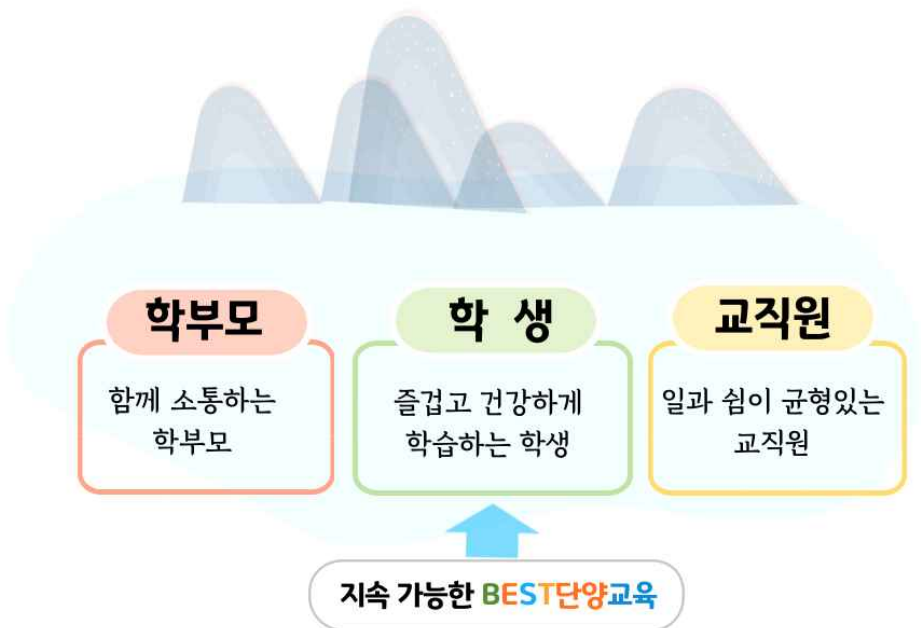 학부모
함께 소통하는
학부모
학 생
즐겁고 건강하게
학습하는 학생
교직원
일과 쉼이 균형있는
교직원
지속 가능한 BEST단양교육